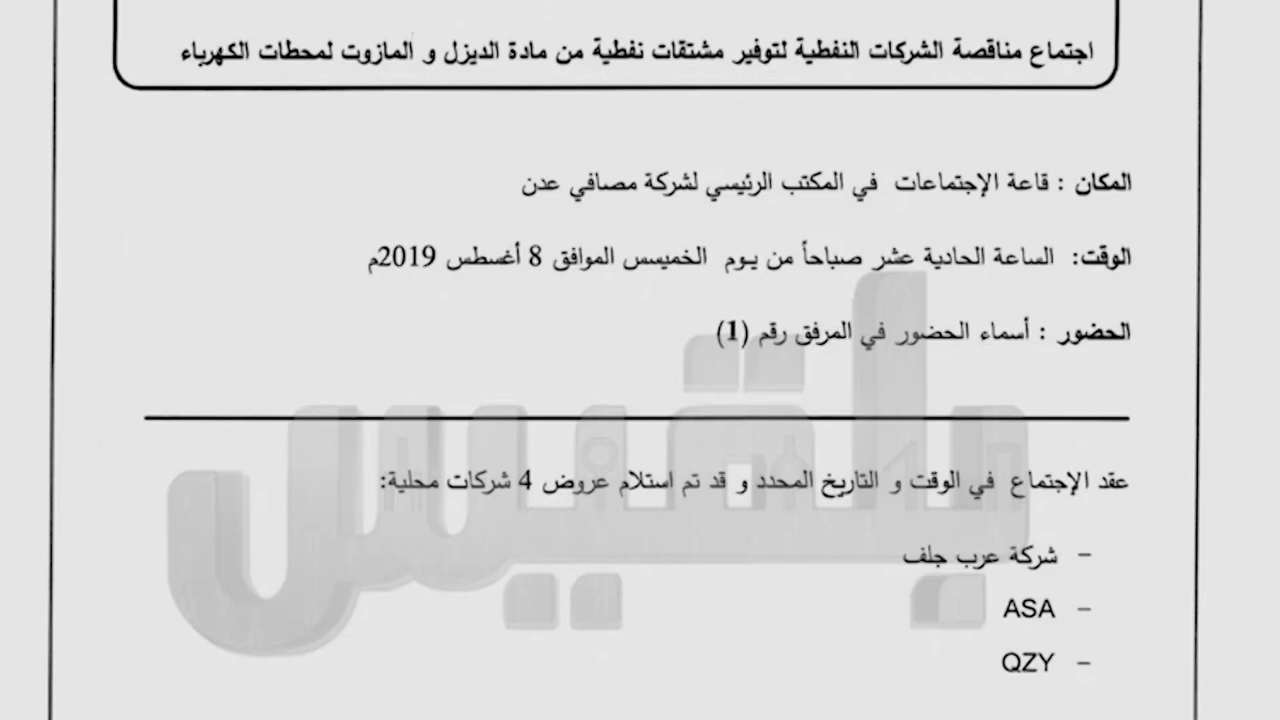 اجتماع مناقصة الشركات النفطية لتوفير مشتقات نفطية من مادة الديزل و المازوت لمحطات الكهرباء
المكان : قاعة الإجتماعات في المكتب الرئيسي لشركة مصافي عدن
الوقت: الساعة الحادية عشر صباحاً من يوم الخميس الموافق 8 أغسطس 2019م
الحضور : أسماء الحضور في المرفق رقم (1)
عقد الإجتماع في الوقت و التاريخ المحدد و قد تم استلام عروض 4 شركات محلية:
– شركة عرب جلف
– ASA
– QZY
بلقيس